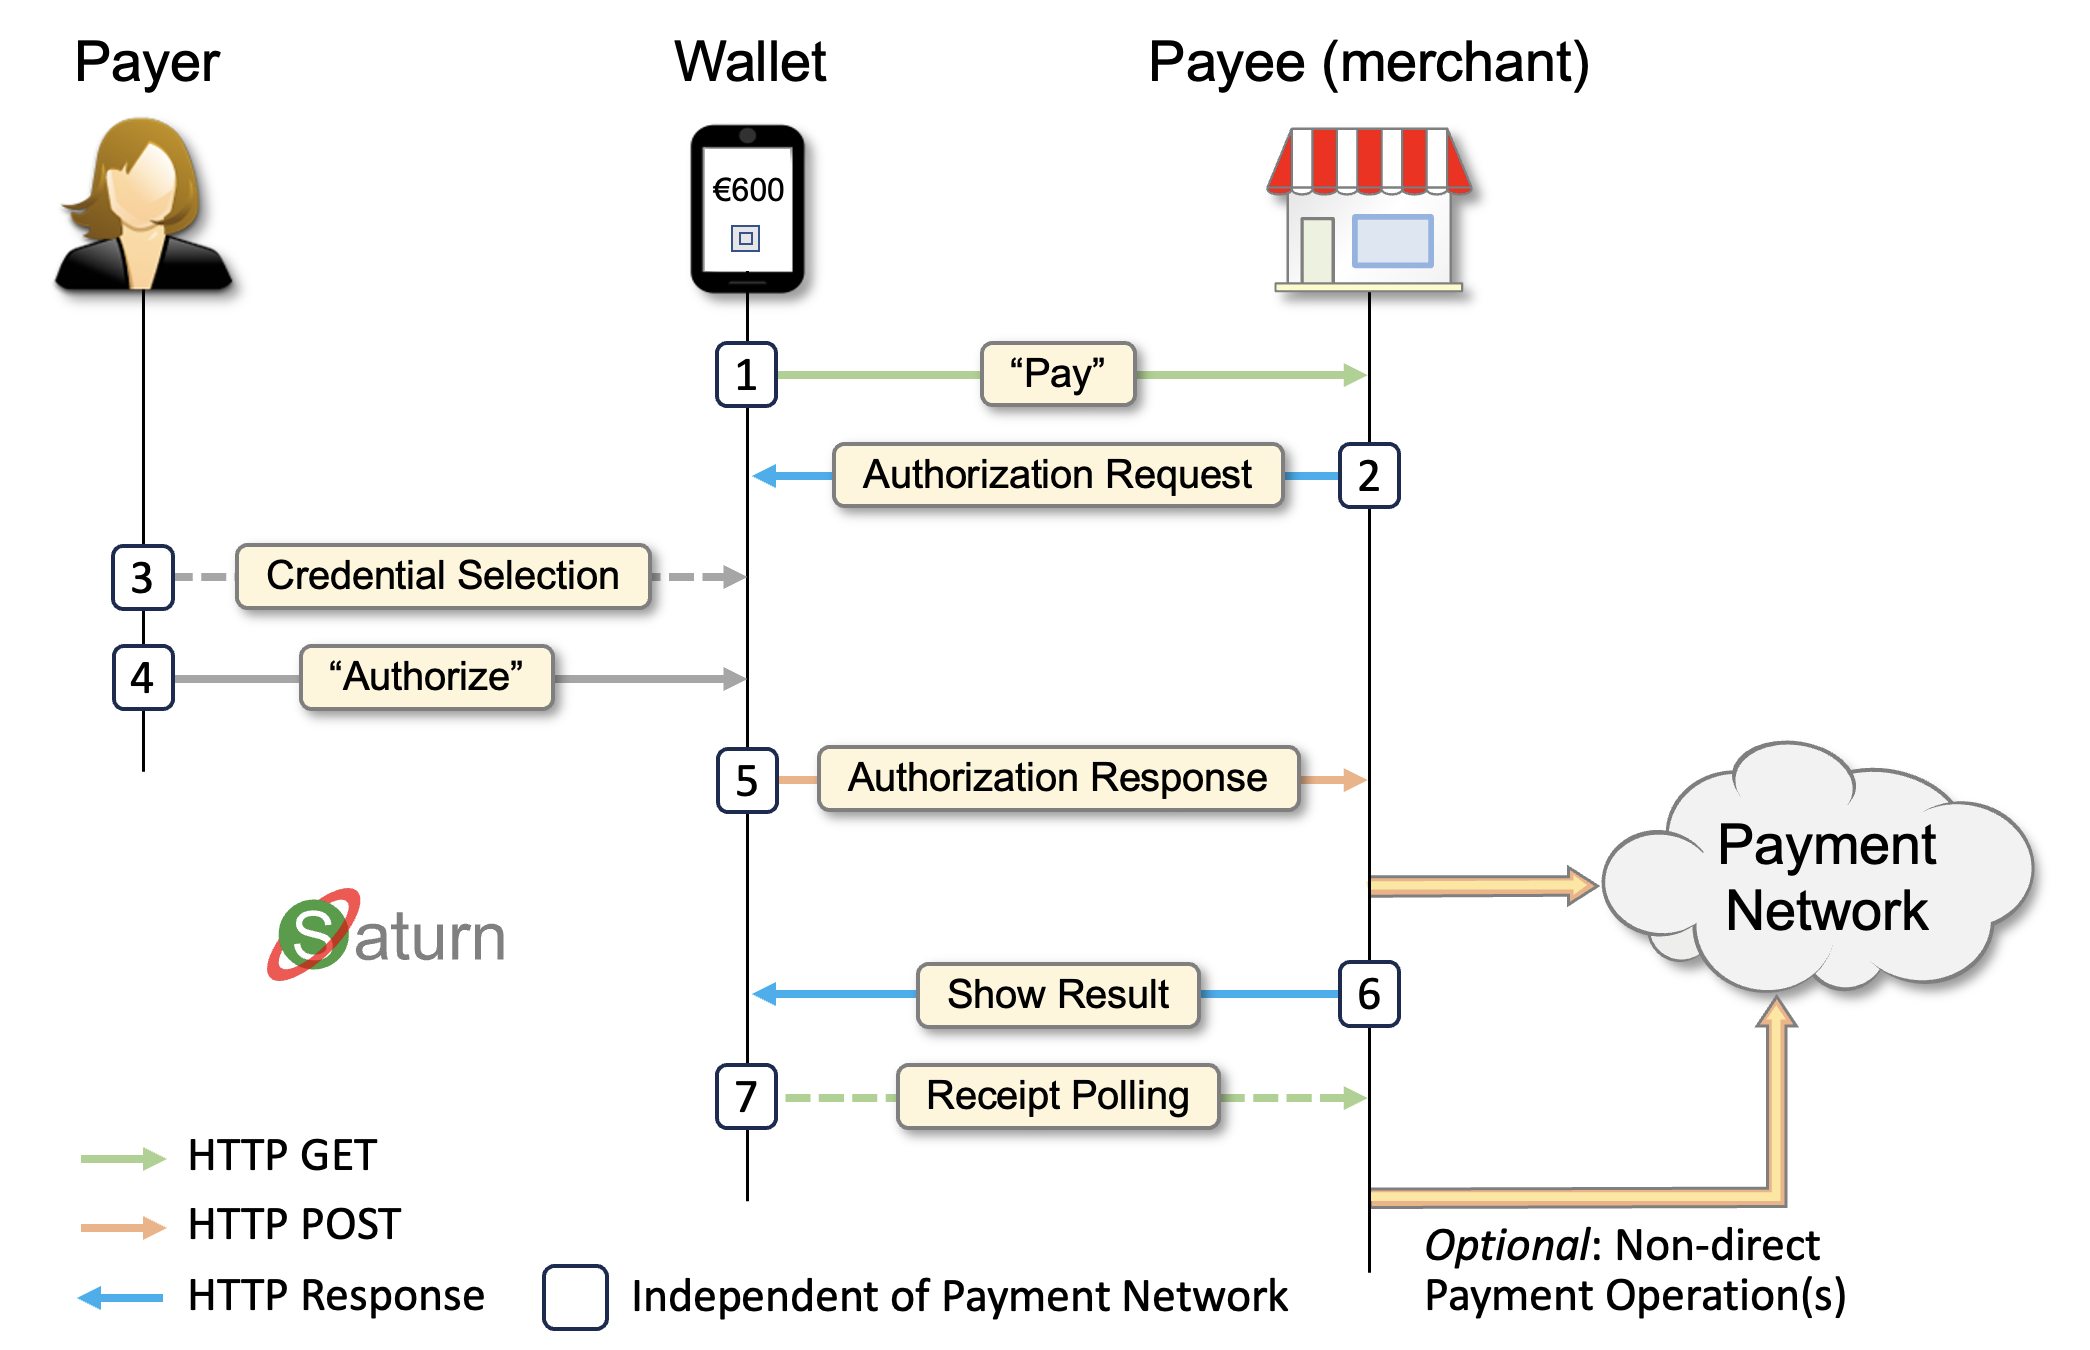 Payer
Wallet
Payee (merchant)
€600
1
“Pay”
Authorization Request
2
3
Credential Selection
4
“Authorize”
5
Authorization Response
Payment
Network
Saturn
Show Result
6
7
Receipt Polling
HTTP GET
HTTP POST
HTTP Response
Independent of Payment Network
Optional: Non-direct
Payment Operation(s)